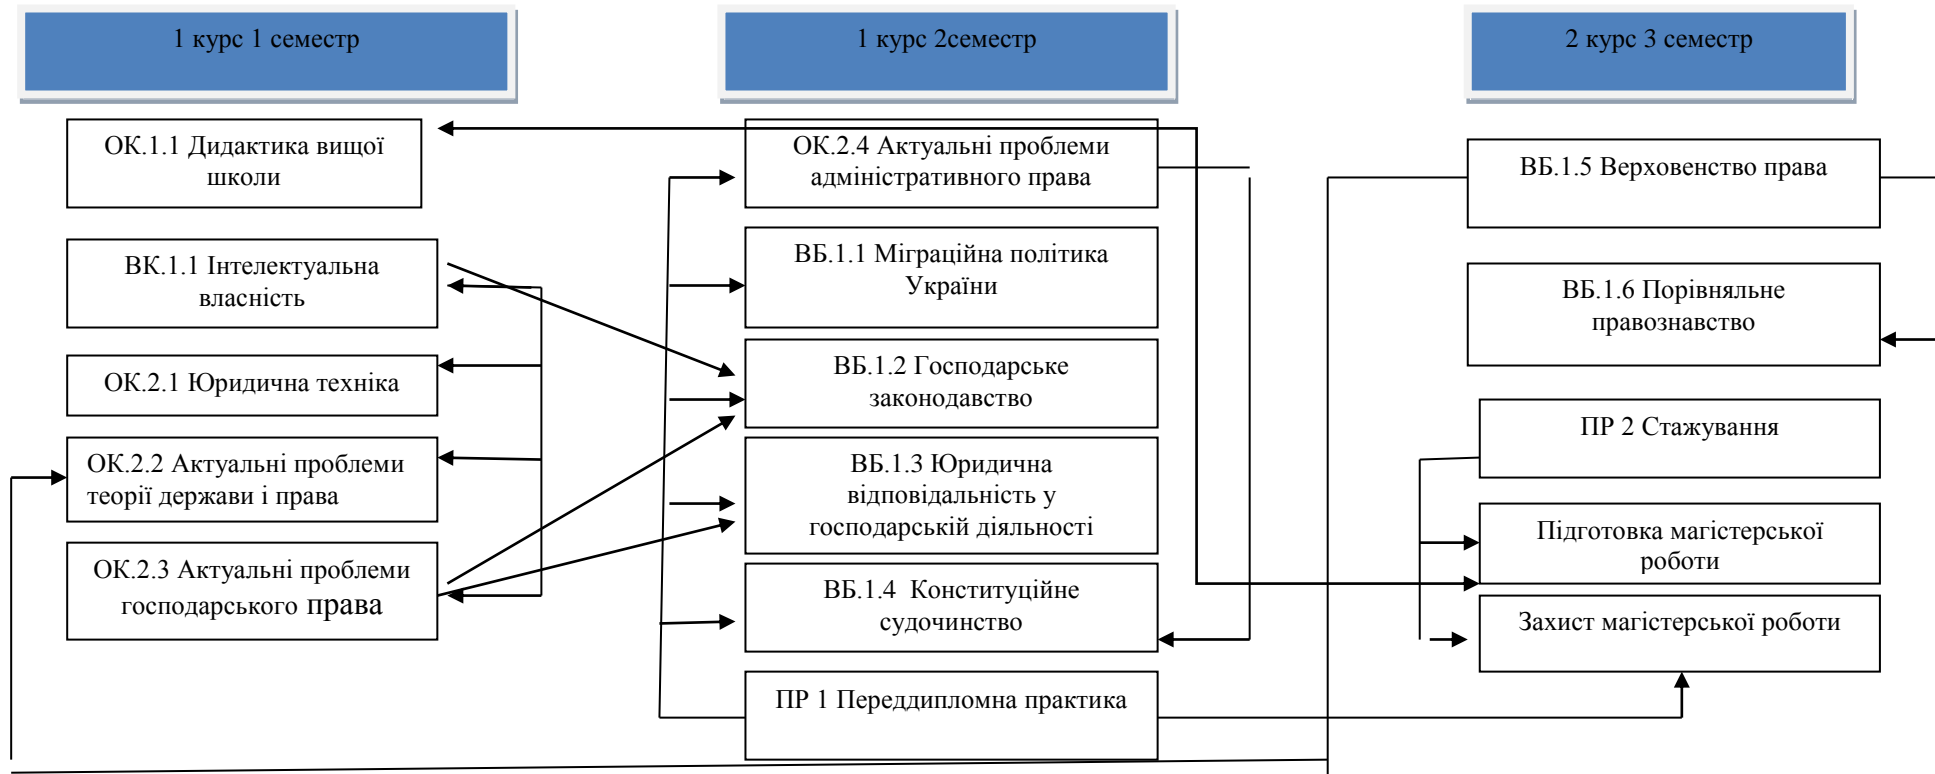 1 курс 1 семестр
1 курс 2семестр
2 курс 3 семестр
ОК.1.1 Дидактика вищої
школи
ВК.1.1 Інтелектуальна
власність
ОК.2.1 Юридична техніка
ОК.2.2 Актуальні проблеми
теорії держави і права
ОК.2.3 Актуальні проблеми
господарського права
ОК.2.4 Актуальні проблеми
адміністративного права
ВБ.1.1 Міграційна політика
України
ВБ.1.2 Господарське
законодавство
ВБ.1.3 Юридична
відповідальність у
господарській діяльності
ВБ.1.4 Конституційне
судочинство
ПР 1 Переддипломна практика
ВБ.1.5 Верховенство права
ВБ.1.6 Порівняльне
правознавство
ПР 2 Стажування
Підготовка магістерської
роботи
Захист магістерської роботи